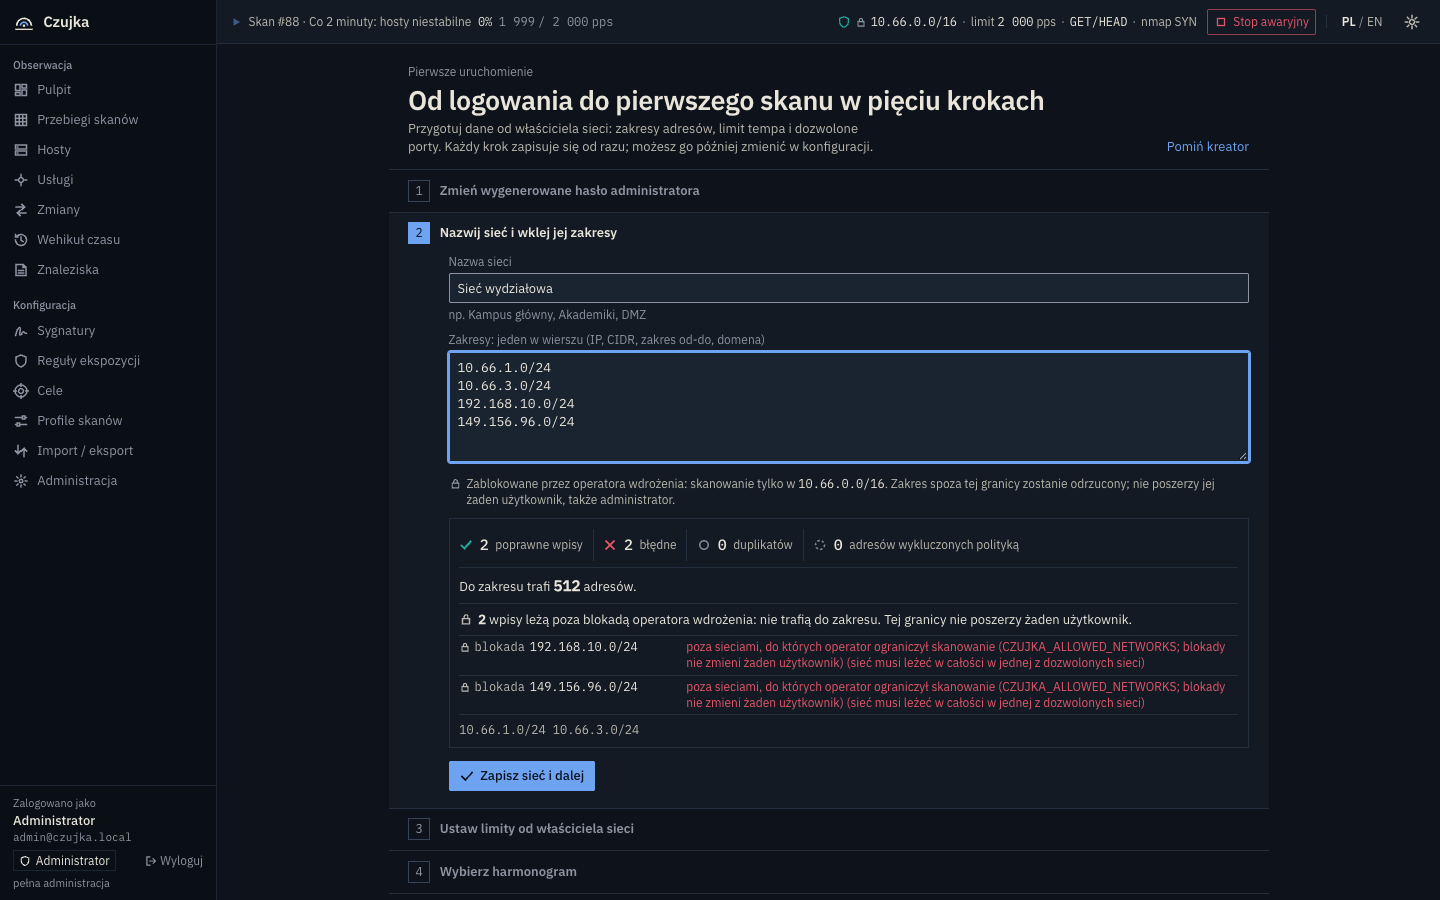 Czujka
Skan #88 · Co 2 minuty: hosty niestabilne 0% 1 999 / 2 000 pps
10.66.0.0/16 · limit 2 000 pps · GET/HEAD · nmap SYN
Stop awaryjny
PL / EN
Obserwacja
Pulpit
Przebiegi skanów
Hosty
Usługi
Zmiany
Wehikuł czasu
Znaleziska
Konfiguracja
Sygnatury
Reguły ekspozycji
Cele
Profile skanów
Import / eksport
Administracja
Zalogowano jako
Administrator
admin@czujka.local
Administrator
Wyloguj
pełna administracja
Pierwsze uruchomienie
Od logowania do pierwszego skanu w pięciu krokach
Przygotuj dane od właściciela sieci: zakresy adresów, limit tempa i dozwolone
porty. Każdy krok zapisuje się od razu; możesz go później zmienić w konfiguracji.
Pomiń kreator
1 Zmień wygenerowane hasło administratora
2 Nazwij sieć i wklej jej zakresy
Nazwa sieci
Sieć wydziałowa
np. Kampus główny, Akademiki, DMZ
Zakresy: jeden w wierszu (IP, CIDR, zakres od-do, domena)
10.66.1.0/24
10.66.3.0/24
192.168.10.0/24
149.156.96.0/24
Zablokowane przez operatora wdrożenia: skanowanie tylko w 10.66.0.0/16. Zakres spoza tej granicy zostanie odrzucony; nie poszerzy jej
żaden użytkownik, także administrator.
2 poprawne wpisy
2 błędne
0 duplikatów
0 adresów wykluczonych polityką
Do zakresu trafi 512 adresów.
2 wpisy leżą poza blokadą operatora wdrożenia: nie trafią do zakresu. Tej granicy nie poszerzy żaden użytkownik.
blokada 192.168.10.0/24
poza sieciami, do których operator ograniczył skanowanie (CZUJKA_ALLOWED_NETWORKS; blokady
nie zmieni żaden użytkownik) (sieć musi leżeć w całości w jednej z dozwolonych sieci)
blokada 149.156.96.0/24
poza sieciami, do których operator ograniczył skanowanie (CZUJKA_ALLOWED_NETWORKS; blokady
nie zmieni żaden użytkownik) (sieć musi leżeć w całości w jednej z dozwolonych sieci)
10.66.1.0/24 10.66.3.0/24
Zapisz sieć i dalej
3 Ustaw limity od właściciela sieci
4 Wybierz harmonogram